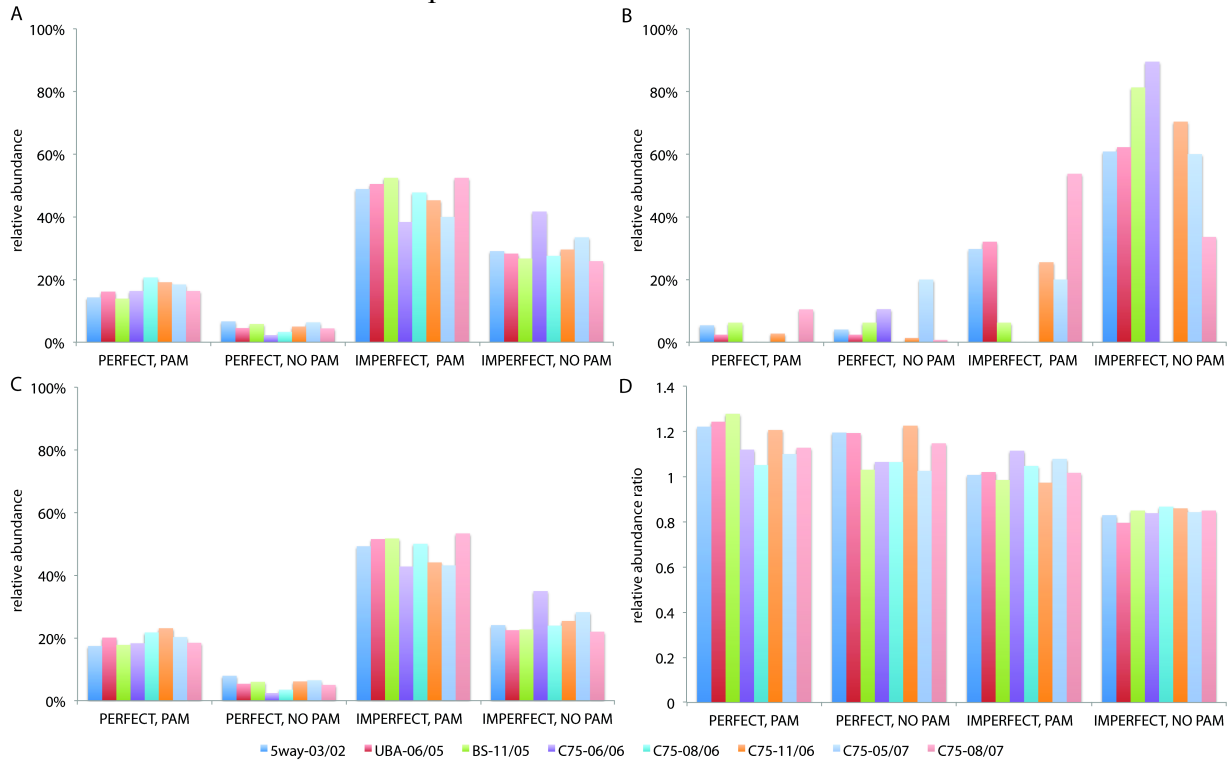 A
100%
80%
60%
40%
20%
0%
relative abundance
PERFECT, PAM
PERFECT, NO PAM
IMPERFECT, PAM
IMPERFECT, NO PAM
B
100%
80%
60%
40%
20%
0%
relative abundance
PERFECT, PAM
PERFECT, NO PAM
IMPERFECT, PAM
IMPERFECT, NO PAM
C
100%
80%
60%
40%
20%
0%
relative abundance
PERFECT, PAM
PERFECT, NO PAM
IMPERFECT, PAM
IMPERFECT, NO PAM
D
1.4
1.2
1
0.8
0.6
0.4
0.2
0
relative abundance ratio
PERFECT, PAM
PERFECT, NO PAM
IMPERFECT, PAM
IMPERFECT, NO PAM
5way-03/02 UBA-06/05 BS-11/05 C75-06/06 C75-08/06 C75-11/06 C75-05/07 C75-08/07